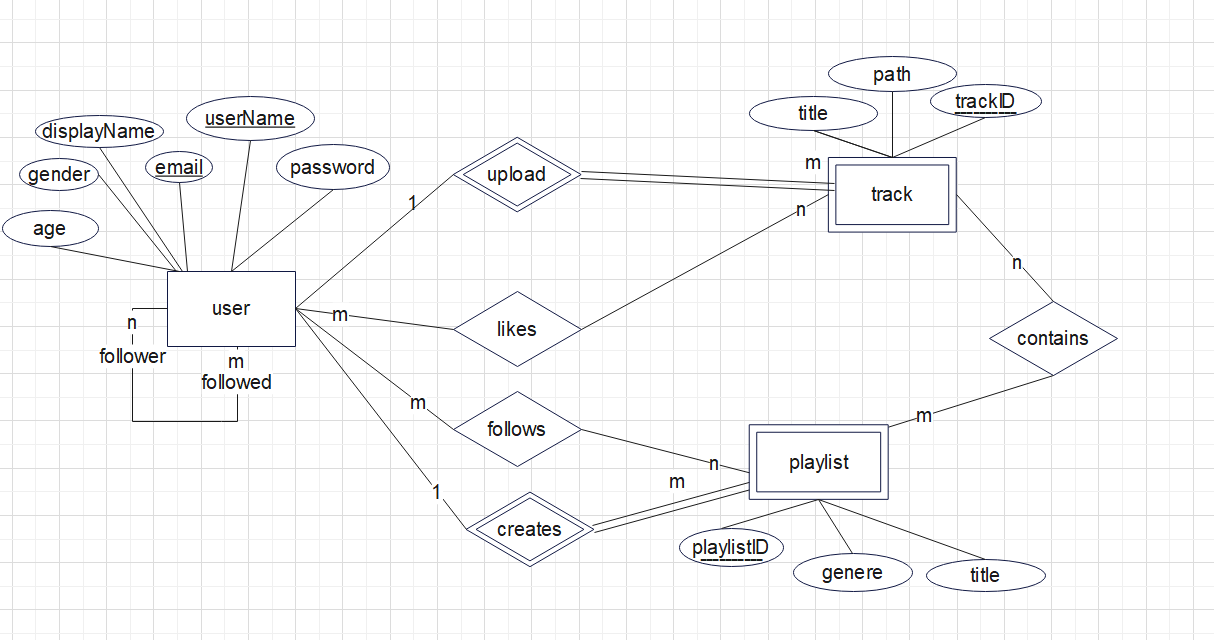 path
title
trackID
userName
displayName
email
password
gender
age
upload
m
track
1
n
user
n
m
likes
n
contains
follower
m
followed
m
follows
m
n
m
playlist
1
creates
playlistID
genere
title